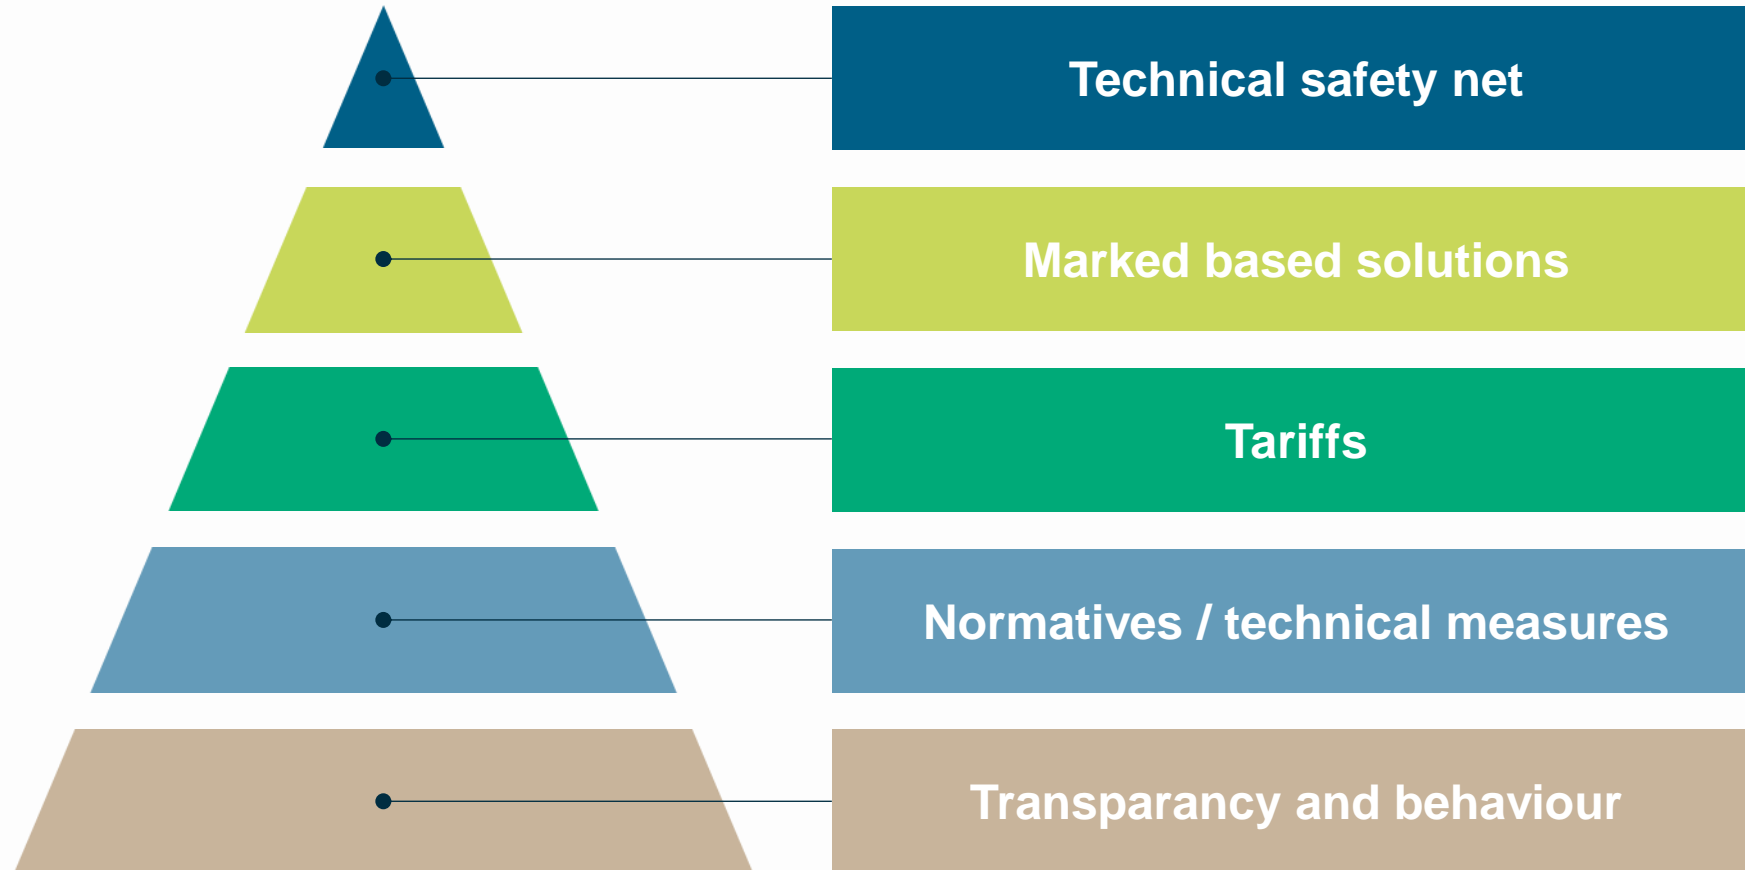 Technical safety net
Marked based solutions
Tariffs
Normatives / technical measures
Transparancy and behaviour